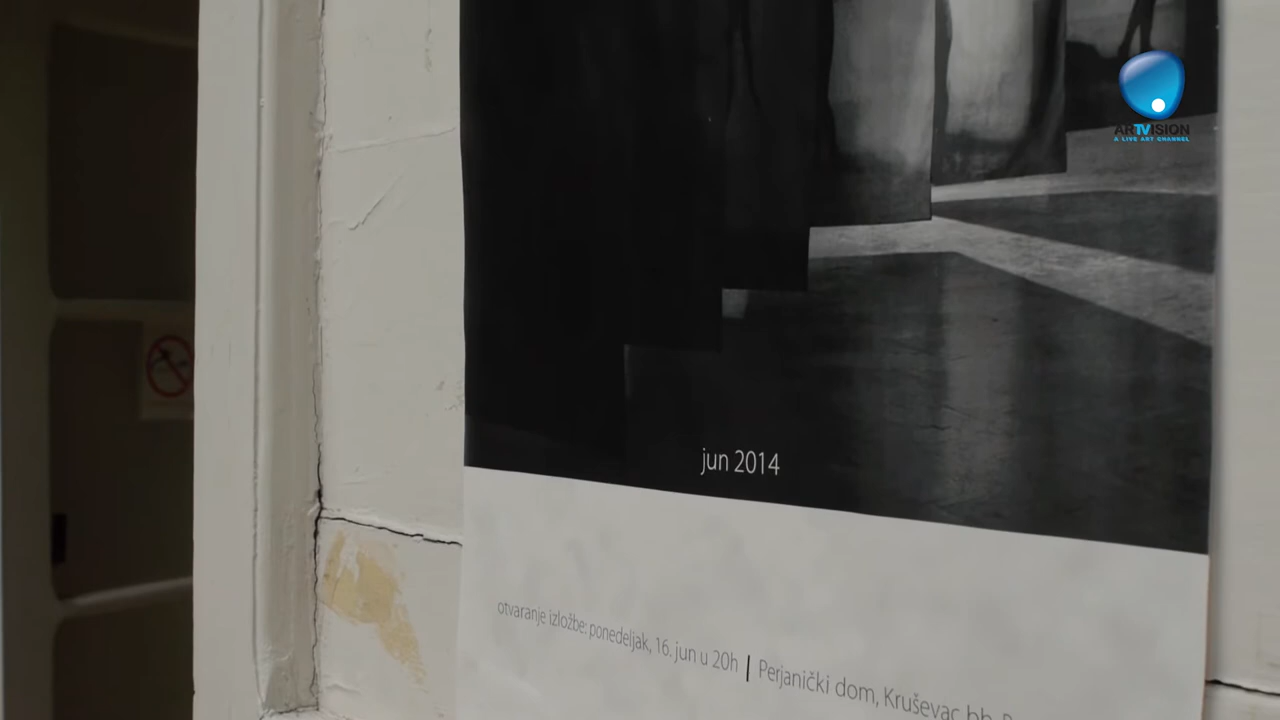 ARTVISION
A LIVE ART CHANNEL
jun 2014
otvaranje izložbe: ponedeljak, 16. jun u 20h | Perjanički dom, Kruševac bb